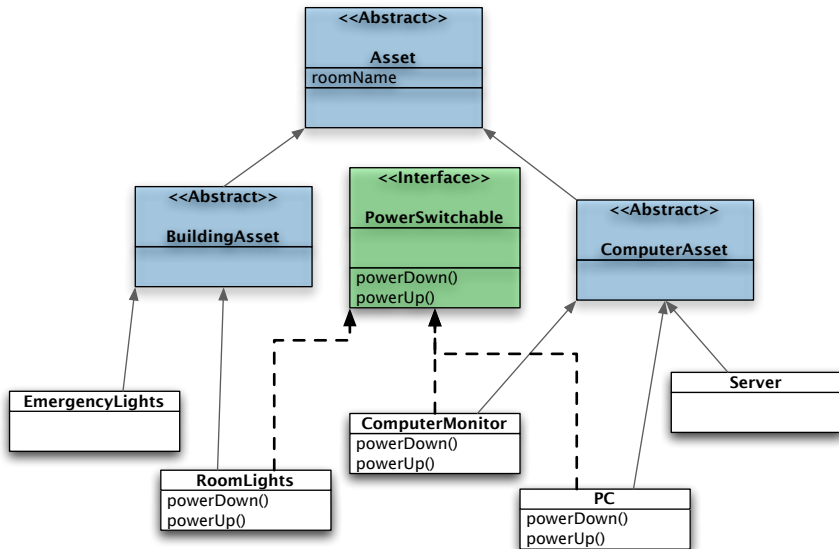 <<Abstract>>
Asset
roomName
<<Abstract>>
BuildingAsset
<<Interface>>
PowerSwitchable
powerDown()
powerUp()
<<Abstract>>
ComputerAsset
EmergencyLights
RoomLights
powerDown()
powerUp()
ComputerMonitor
powerDown()
powerUp()
PC
powerDown()
powerUp()
Server